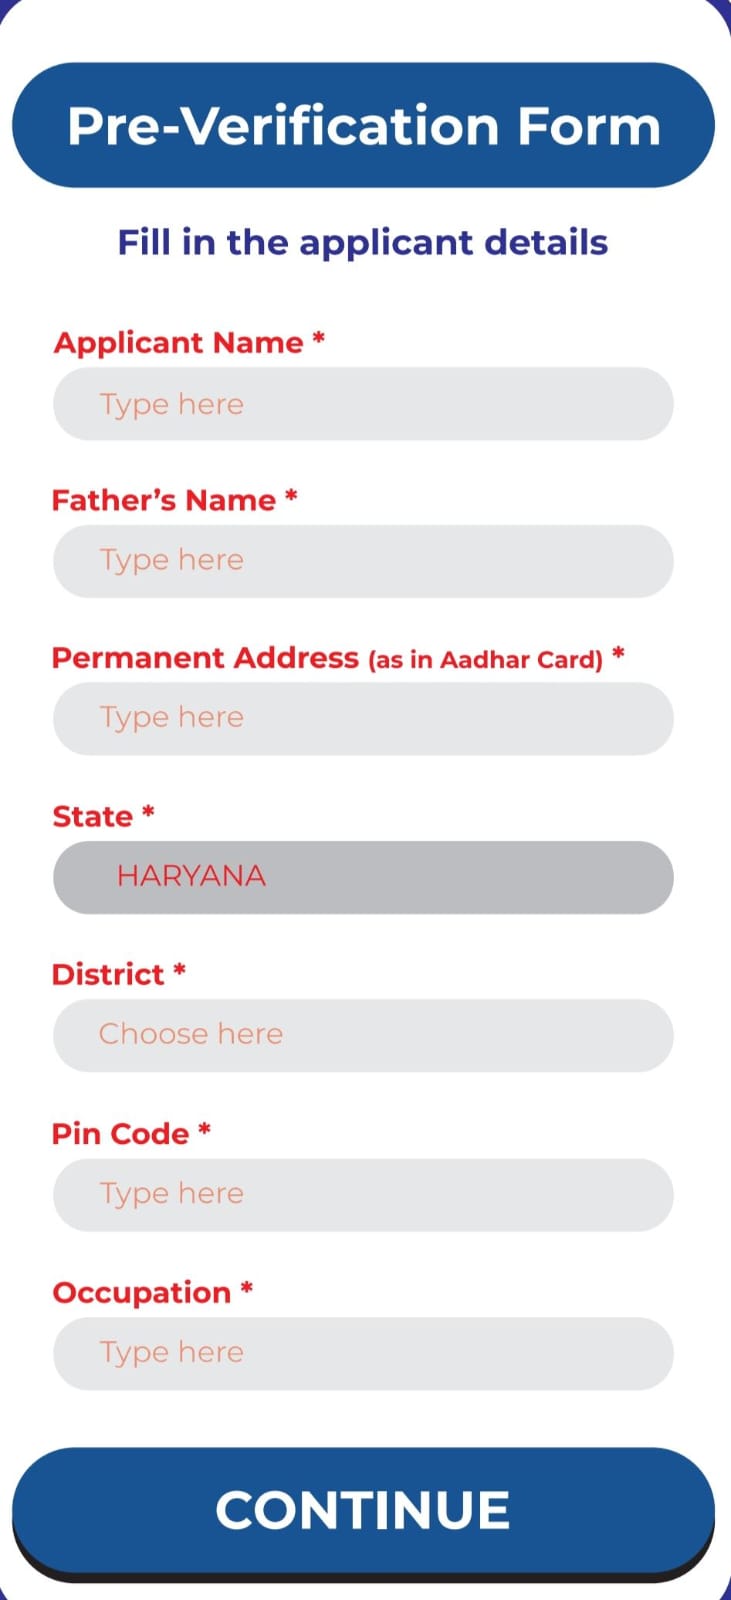 Pre-Verification Form
Fill in the applicant details
Applicant Name *
Type here
Father’s Name *
Type here
Permanent Address (as in Aadhar Card) *
Type here
State *
HARYANA
District *
Choose here
Pin Code *
Type here
Occupation *
Type here
CONTINUE